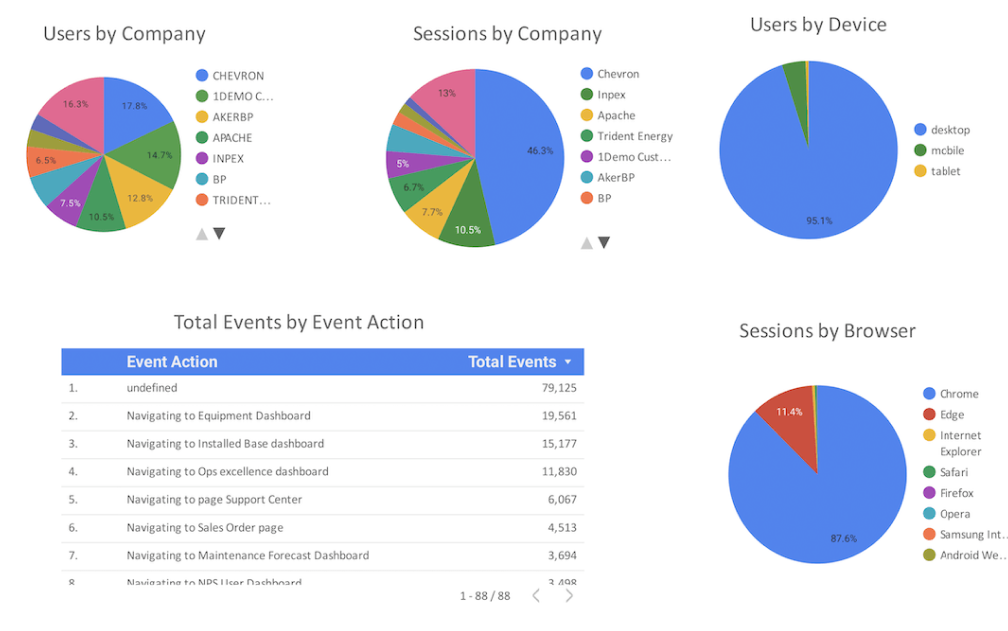 Users by Company
17.8%
14.7%
12.8%
10.5%
7.5%
6.5%
16.3%
CHEVRON
1DEMO C...
AKERBP
APACHE
INPEX
BP
TRIDENT...
Sessions by Company
46.3%
10.5%
7.7%
6.7%
5%
13%
Chevron
Inpex
Apache
Trident Energy
1Demo Cust...
AkerBP
BP
Users by Device
95.1%
desktop
mobile
tablet
Total Events by Event Action
Event Action Total Events
1. undefined 79,125
2. Navigating to Equipment Dashboard 19,561
3. Navigating to Installed Base dashboard 15,177
4. Navigating to Ops excellence dashboard 11,830
5. Navigating to page Support Center 6,067
6. Navigating to Sales Order page 4,513
7. Navigating to Maintenance Forecast Dashboard 3,694
8. Navigating to NPS User Dashboard 3,498
1 - 88 / 88
Sessions by Browser
11.4%
87.6%
Chrome
Edge
Internet
Explorer
Safari
Firefox
Opera
Samsung Int...
Android We...